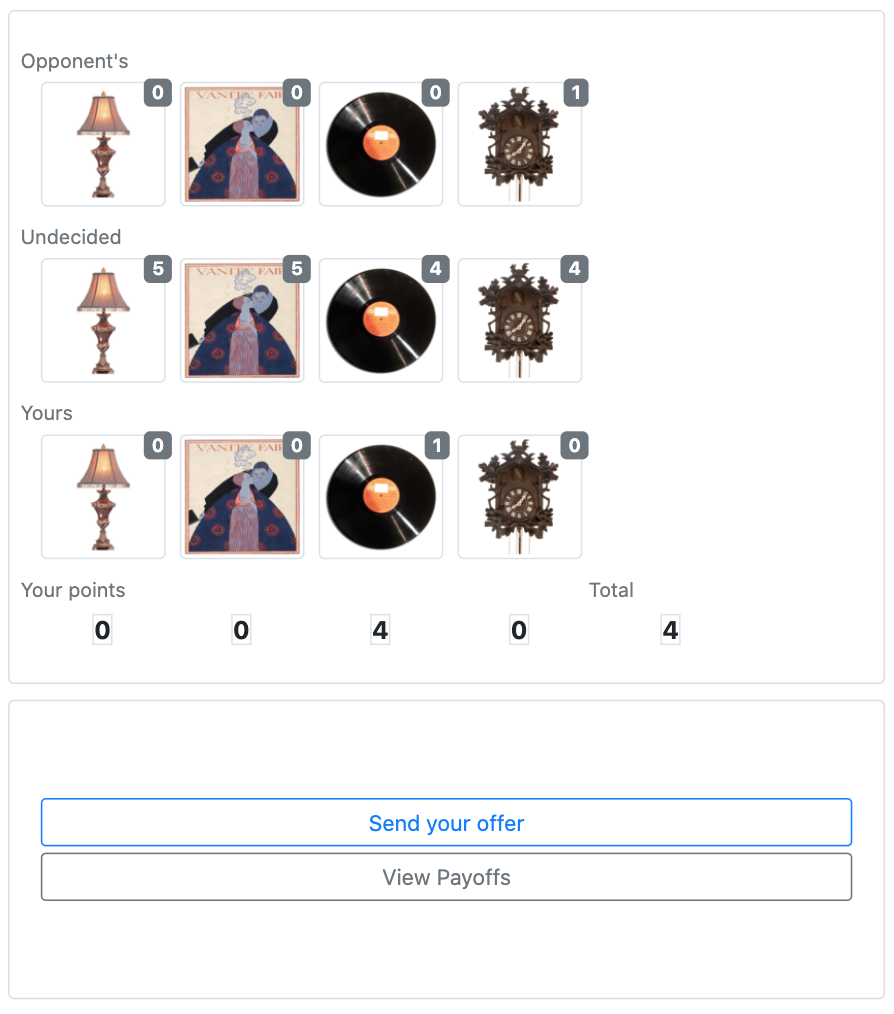 Opponent's
0 0 0 1
VANITY FAIR
Undecided
5 5 4 4
VANITY FAIR
Yours
0 0 1 0
VANITY FAIR
Your points Total
0 0 4 0 4
Send your offer
View Payoffs